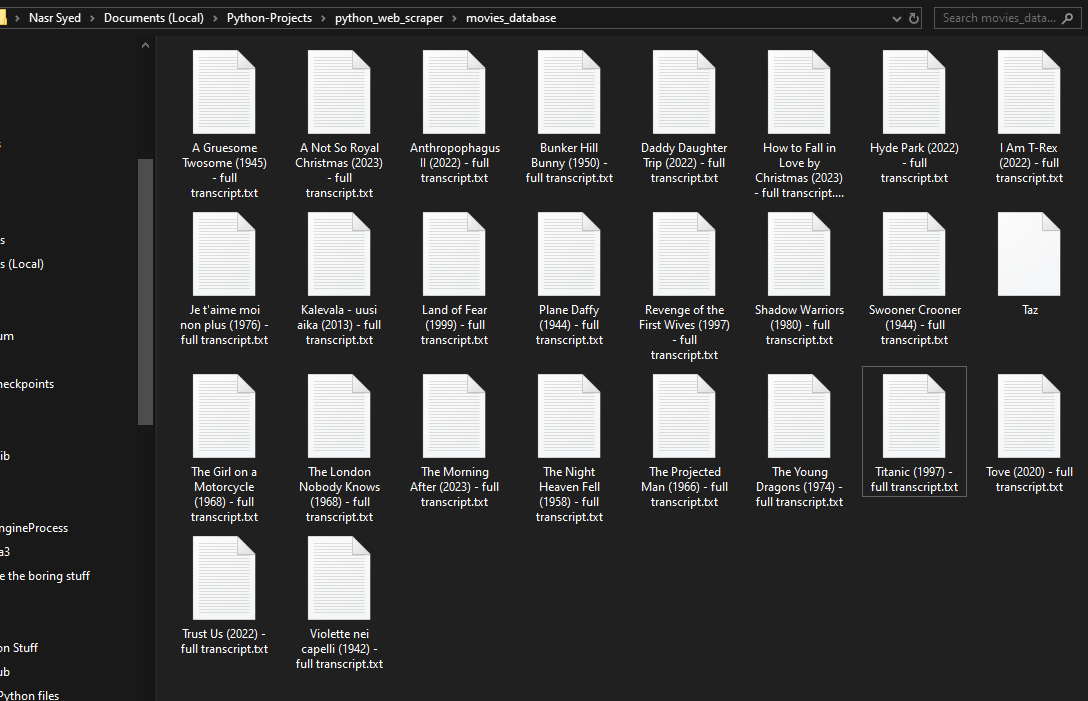 Nasr Syed > Documents (Local) > Python-Projects > python_web_scraper > movies_database
Search movies_data...
s
s (Local)
um
heckpoints
ib
ngineProcess
a3
e the boring stuff
on Stuff
ub
Python files
A Gruesome
Twosome (1945)
- full
transcript.txt
A Not So Royal
Christmas (2023)
- full
transcript.txt
Anthropophagus
II (2022) - full
transcript.txt
Bunker Hill
Bunny (1950) -
full transcript.txt
Daddy Daughter
Trip (2022) - full
transcript.txt
How to Fall in
Love by
Christmas (2023)
- full transcript....
Hyde Park (2022)
- full
transcript.txt
I Am T-Rex
(2022) - full
transcript.txt
Je t'aime moi
non plus (1976) -
full transcript.txt
Kalevala - uusi
aika (2013) - full
transcript.txt
Land of Fear
(1999) - full
transcript.txt
Plane Daffy
(1944) - full
transcript.txt
Revenge of the
First Wives (1997)
- full
transcript.txt
Shadow Warriors
(1980) - full
transcript.txt
Swooner Crooner
(1944) - full
transcript.txt
Taz
The Girl on a
Motorcycle
(1968) - full
transcript.txt
The London
Nobody Knows
(1968) - full
transcript.txt
The Morning
After (2023) - full
transcript.txt
The Night
Heaven Fell
(1958) - full
transcript.txt
The Projected
Man (1966) - full
transcript.txt
The Young
Dragons (1974) -
full transcript.txt
Titanic (1997) -
full transcript.txt
Tove (2020) - full
transcript.txt
Trust Us (2022) -
full transcript.txt
Violette nei
capelli (1942) -
full transcript.txt